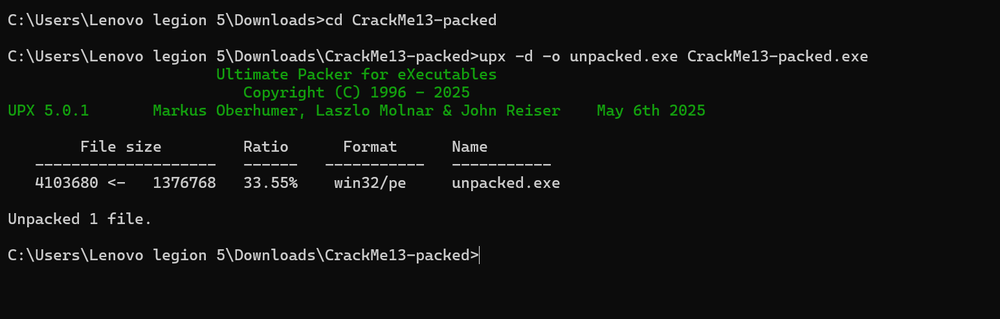 C:\Users\Lenovo legion 5\Downloads>cd CrackMe13-packed
C:\Users\Lenovo legion 5\Downloads\CrackMe13-packed>upx -d -o unpacked.exe CrackMe13-packed.exe
Ultimate Packer for eXecutables
Copyright (C) 1996 - 2025
UPX 5.0.1       Markus Oberhumer, Laszlo Molnar & John Reiser    May 6th 2025
File size         Ratio      Format      Name
--------------------   ------   -----------   -----------
4103680 <-   1376768   33.55%    win32/pe     unpacked.exe
Unpacked 1 file.
C:\Users\Lenovo legion 5\Downloads\CrackMe13-packed>